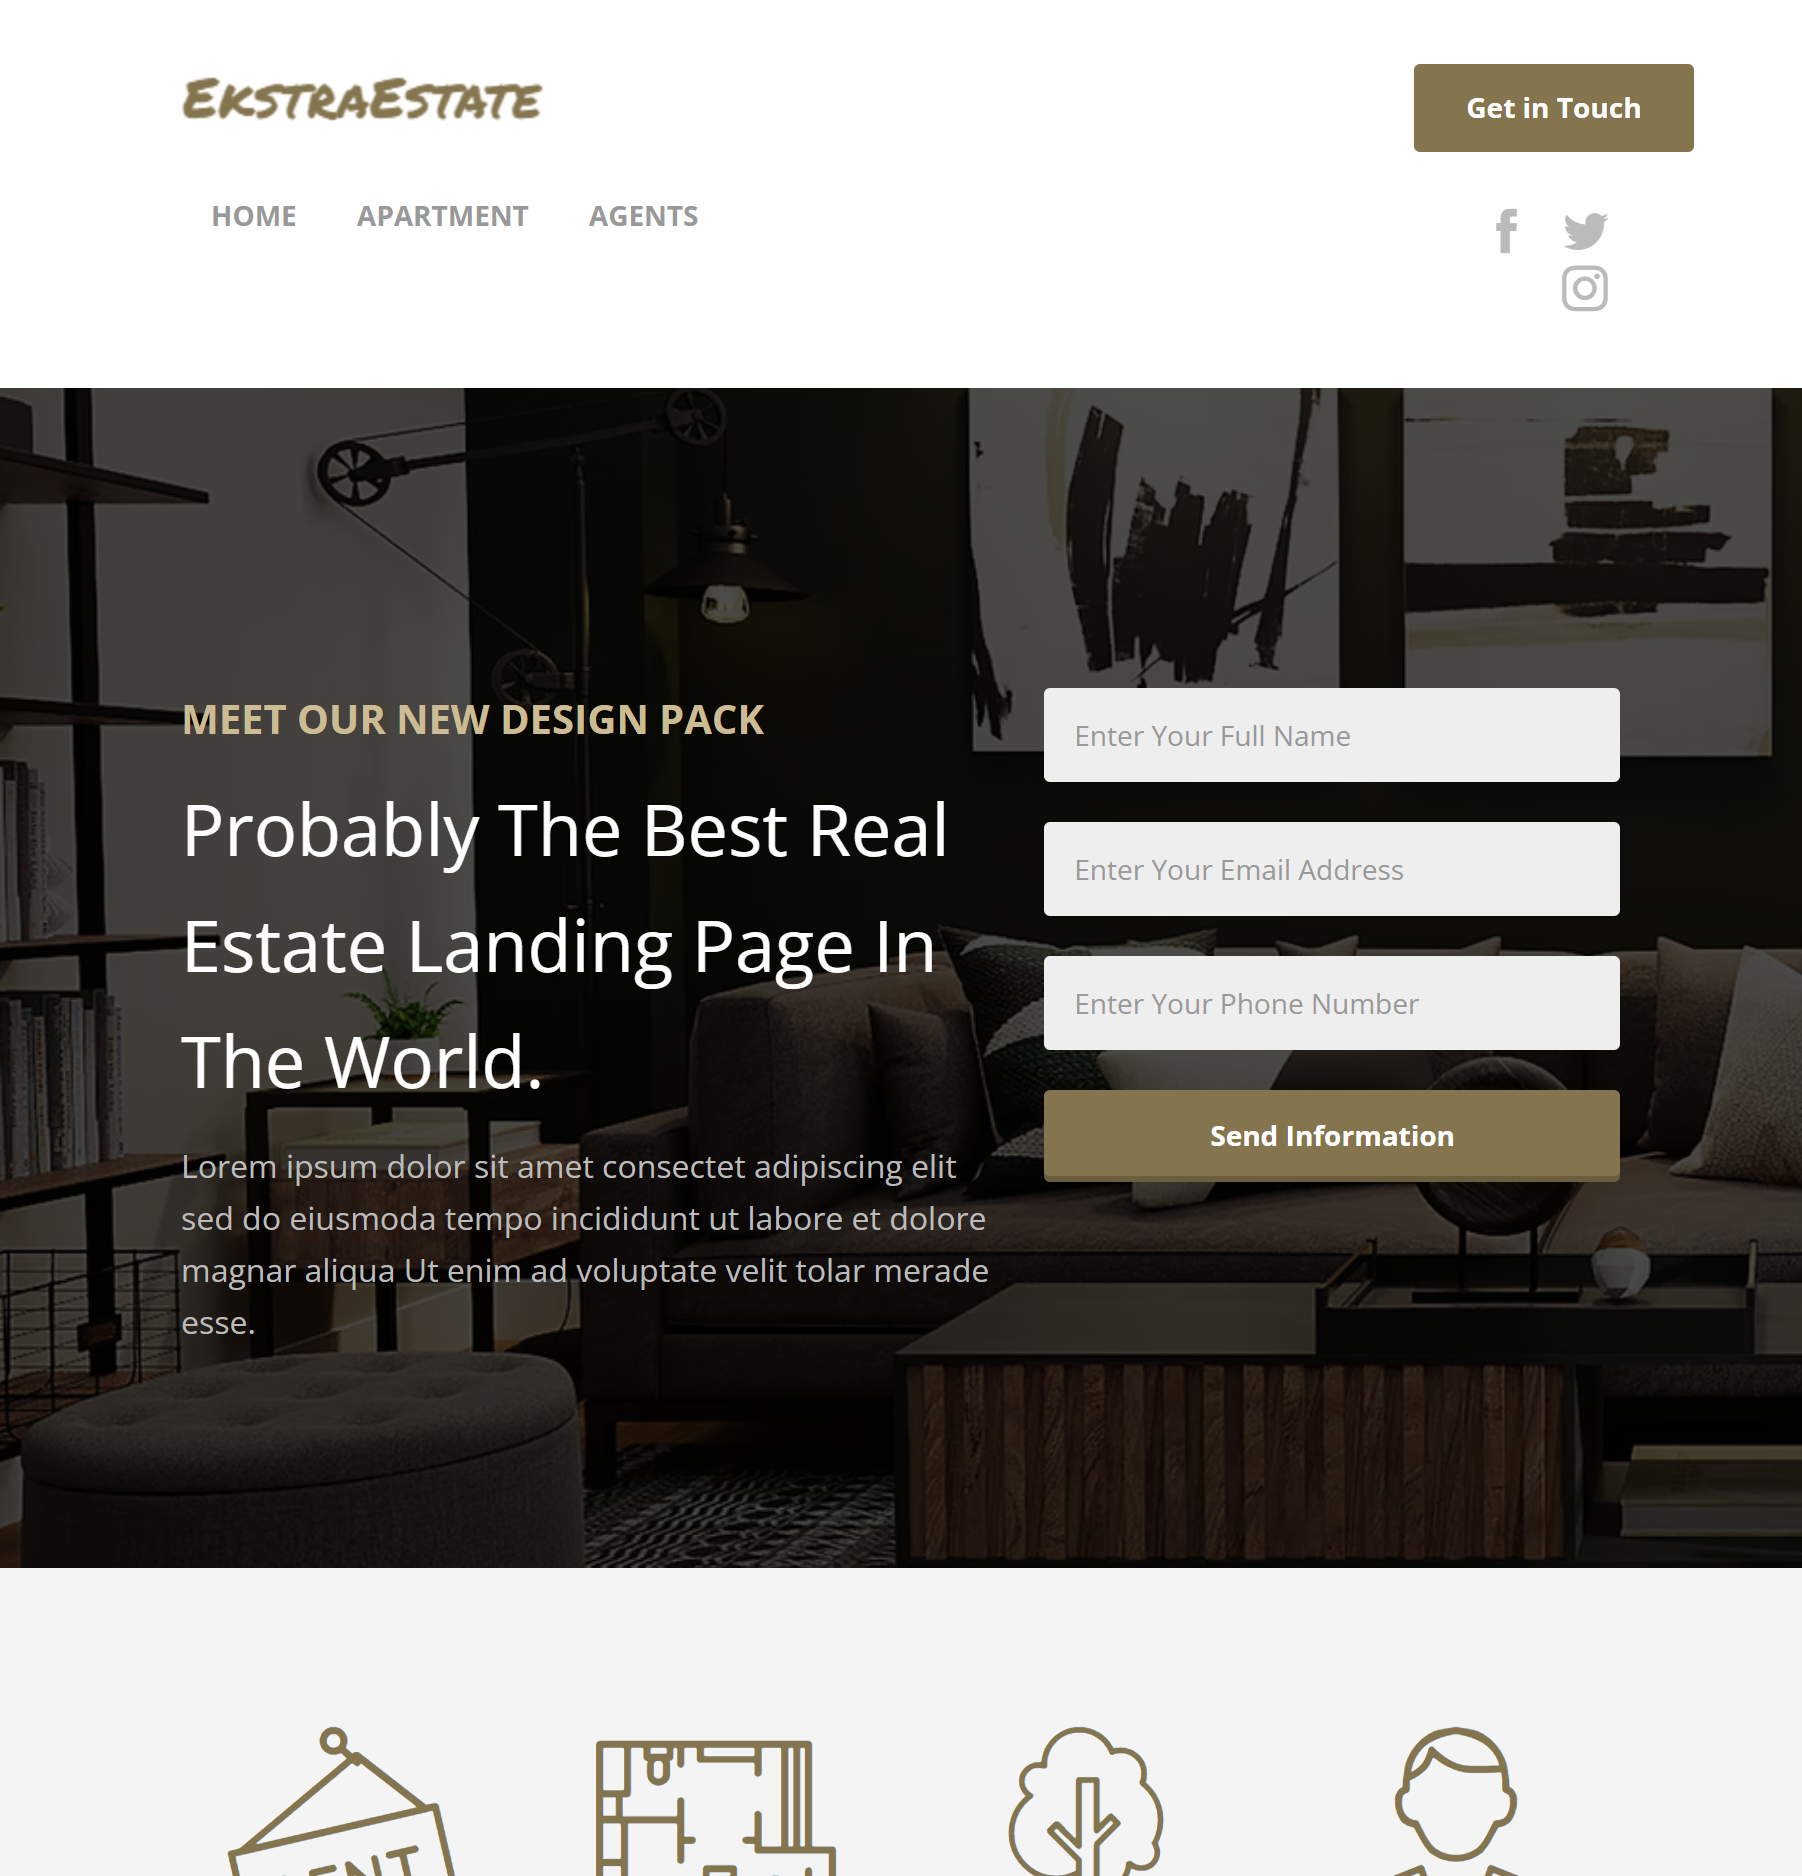 EkstraEstate
Get in Touch
HOME APARTMENT AGENTS
MEET OUR NEW DESIGN PACK
Probably The Best Real
Estate Landing Page In
The World.
Lorem ipsum dolor sit amet consectet adipiscing elit
sed do eiusmoda tempo incididunt ut labore et dolore
magnar aliqua Ut enim ad voluptate velit tolar merade
esse.
Enter Your Full Name
Enter Your Email Address
Enter Your Phone Number
Send Information